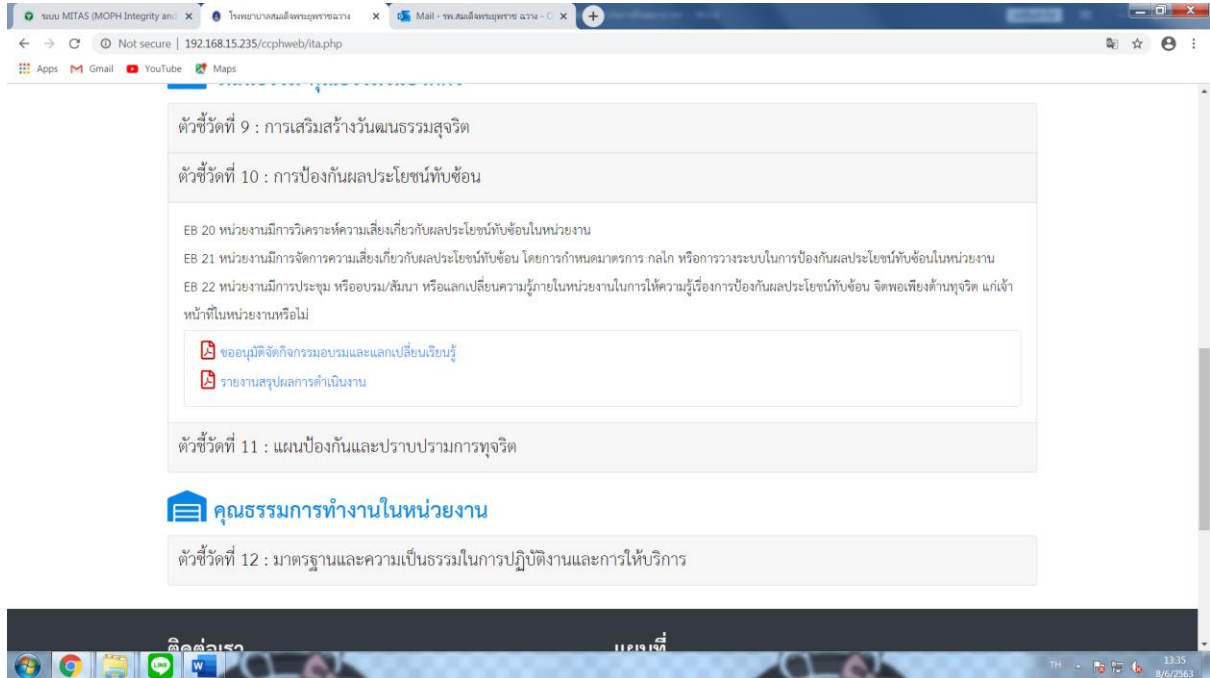 ระบบ MITAS (MOPH Integrity and
โรงพยาบาลสมเด็จพระยุพราชฉวาง
Mail - รพ.สมเด็จพระยุพราช ฉวาง - O
Not secure | 192.168.15.235/ccphweb/ita.php
Apps Gmail YouTube Maps
ตัวชี้วัดที่ 9 : การเสริมสร้างวันฒนธรรมสุจริต
ตัวชี้วัดที่ 10 : การป้องกันผลประโยชน์ทับซ้อน
EB 20 หน่วยงานมีการวิเคราะห์ความเสี่ยงเกี่ยวกับผลประโยชน์ทับซ้อนในหน่วยงาน
EB 21 หน่วยงานมีการจัดการความเสี่ยงเกี่ยวกับผลประโยชน์ทับซ้อน โดยการกำหนดมาตรการ กลไก หรือการวางระบบในการป้องกันผลประโยชน์ทับซ้อนในหน่วยงาน
EB 22 หน่วยงานมีการประชุม หรืออบรม/สัมนา หรือแลกเปลี่ยนความรู้ภายในหน่วยงานในการให้ความรู้เรื่องการป้องกันผลประโยชน์ทับซ้อน จิตพอเพียงต้านทุจริต แก่เจ้า
หน้าที่ในหน่วยงานหรือไม่
ขออนุมัติจัดกิจกรรมอบรมและแลกเปลี่ยนเรียนรู้
รายงานสรุปผลการดำเนินงาน
ตัวชี้วัดที่ 11 : แผนป้องกันและปราบปรามการทุจริต
คุณธรรมการทำงานในหน่วยงาน
ตัวชี้วัดที่ 12 : มาตรฐานและความเป็นธรรมในการปฏิบัติงานและการให้บริการ
ติดต่อเรา
แผนที่
LINE
TH
13:35
8/6/2563